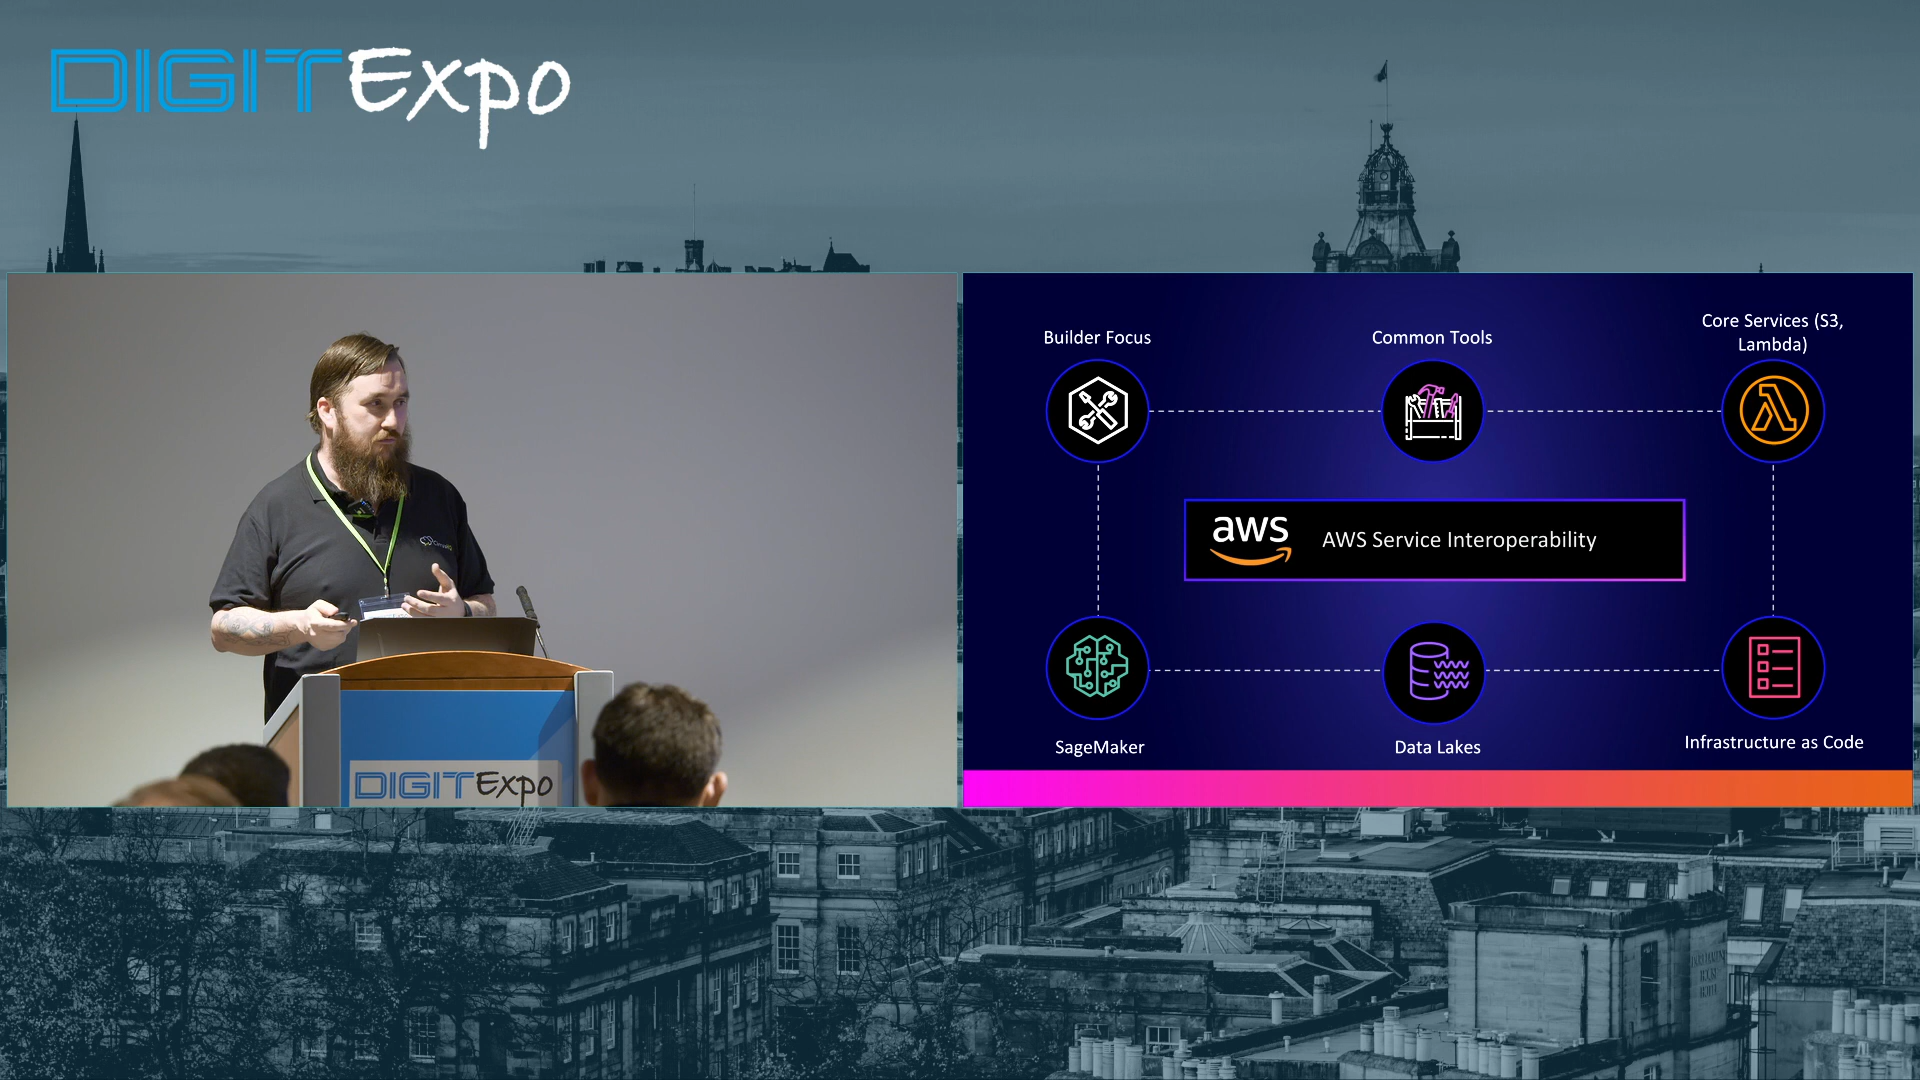 DIGITExpo
Builder Focus
Common Tools
Core Services (S3,
Lambda)
aws
AWS Service Interoperability
SageMaker
Data Lakes
Infrastructure as Code
DIGITExpo